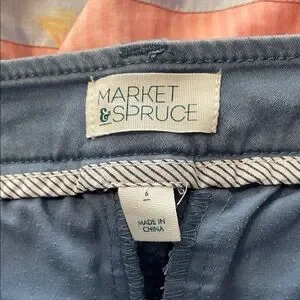 MARKET
& SPRUCE
6
MADE IN
CHINA